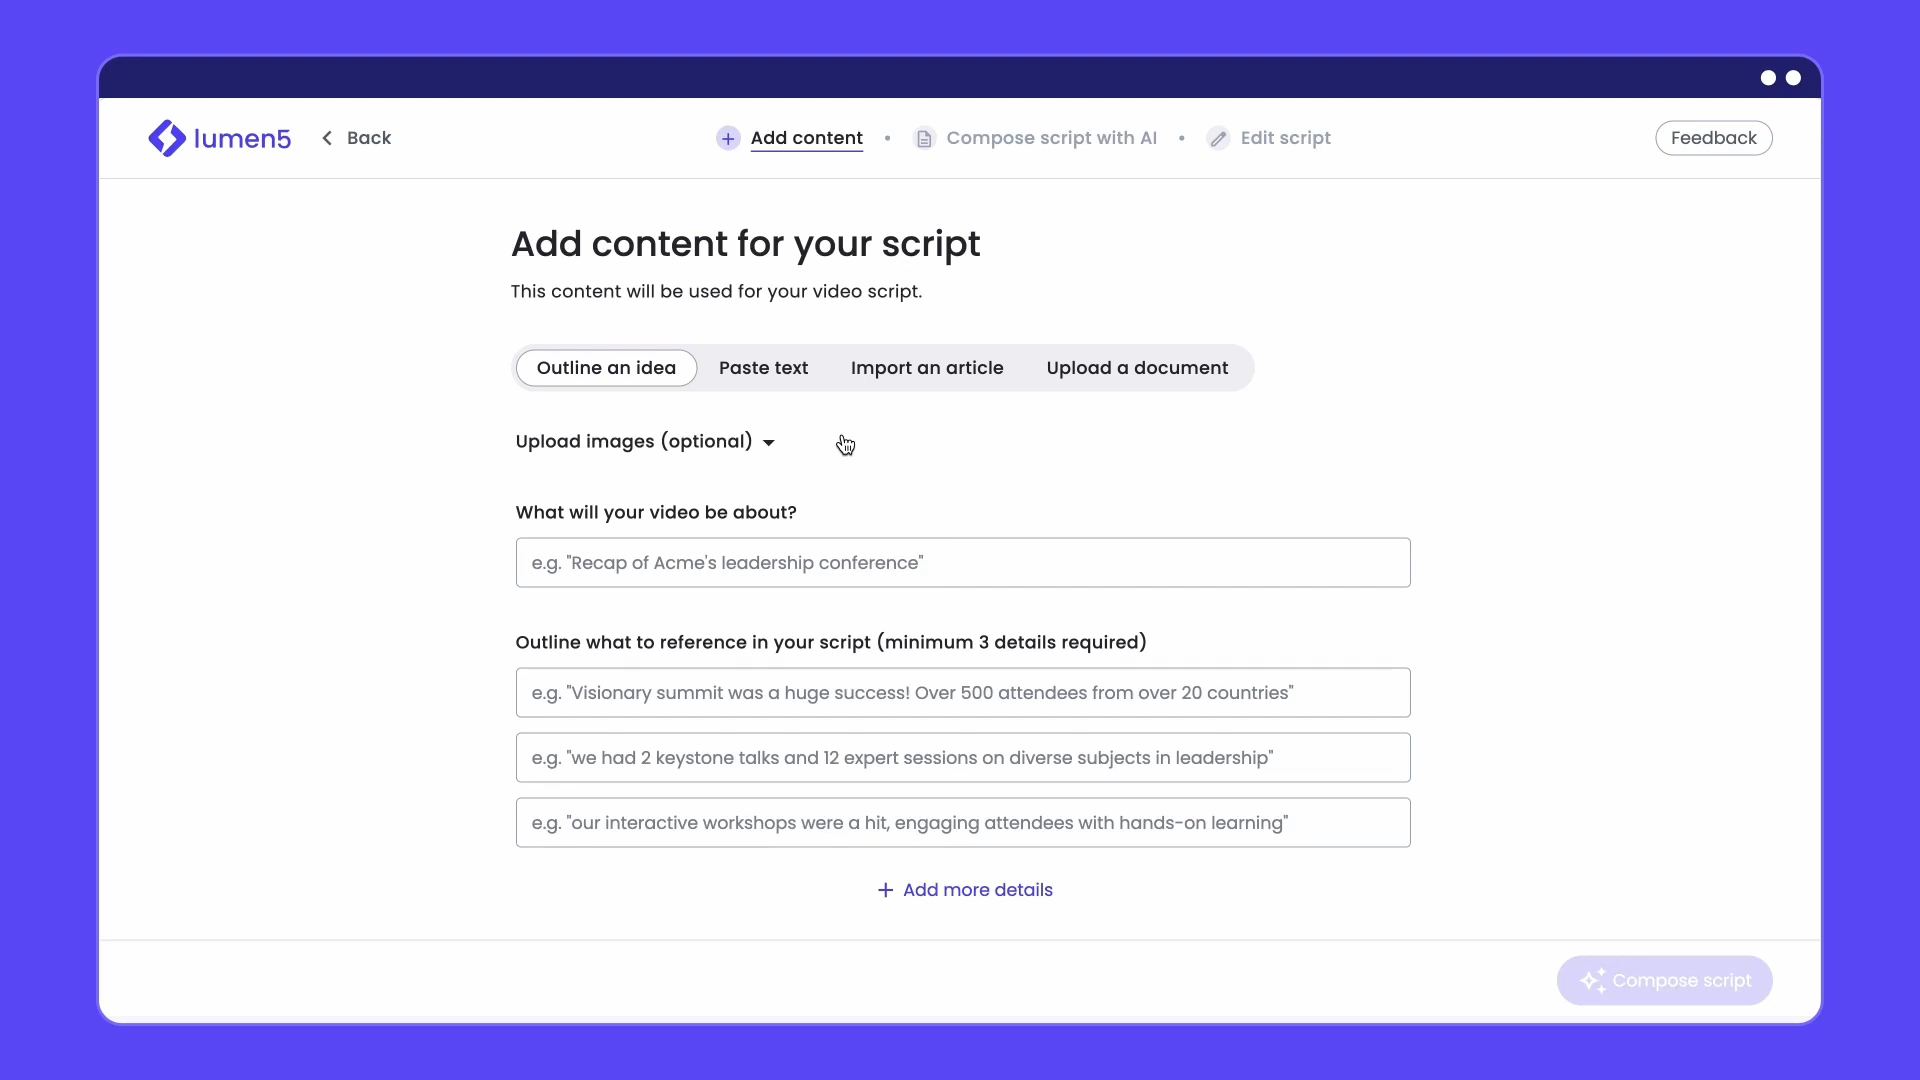 lumen5
Back
Add content • Compose script with AI • Edit script
Feedback
Add content for your script
This content will be used for your video script.
Outline an idea
Paste text
Import an article
Upload a document
Upload images (optional)
What will your video be about?
e.g. "Recap of Acme's leadership conference"
Outline what to reference in your script (minimum 3 details required)
e.g. "Visionary summit was a huge success! Over 500 attendees from over 20 countries"
e.g. "we had 2 keystone talks and 12 expert sessions on diverse subjects in leadership"
e.g. "our interactive workshops were a hit, engaging attendees with hands-on learning"
+ Add more details
Compose script